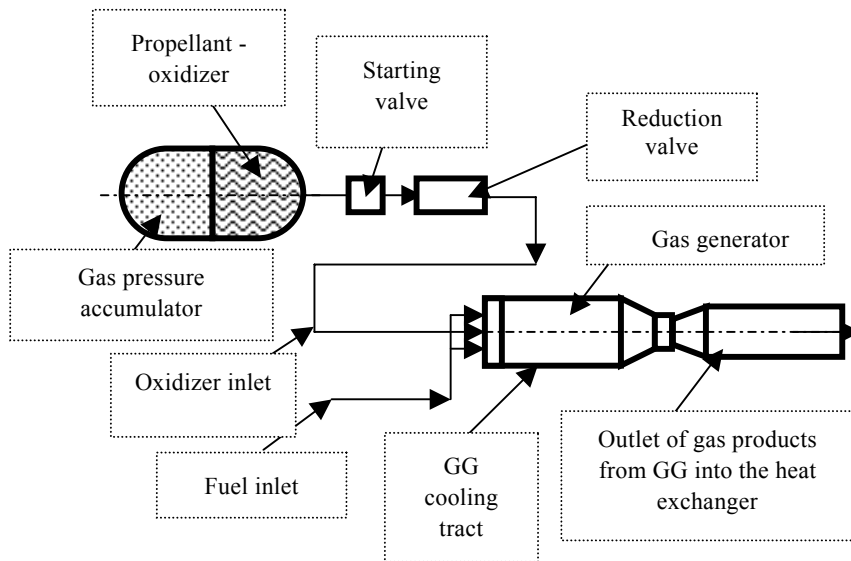 Propellant -
oxidizer
Starting
valve
Reduction
valve
Gas pressure
accumulator
Gas generator
Oxidizer inlet
Fuel inlet
GG
cooling
tract
Outlet of gas products
from GG into the heat
exchanger